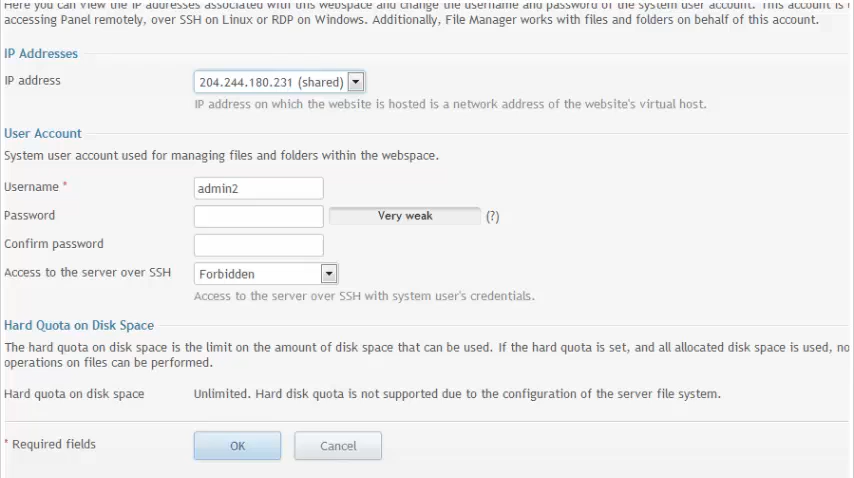 Here you can view the IP addresses associated with this webspace and change the username and password of the system user account. This account is
accessing Panel remotely, over SSH on Linux or RDP on Windows. Additionally, File Manager works with files and folders on behalf of this account.
IP Addresses
IP address 204.244.180.231 (shared)
IP address on which the website is hosted is a network address of the website's virtual host.
User Account
System user account used for managing files and folders within the webspace.
Username * admin2
Password Very weak (?)
Confirm password
Access to the server over SSH Forbidden
Access to the server over SSH with system user's credentials.
Hard Quota on Disk Space
The hard quota on disk space is the limit on the amount of disk space that can be used. If the hard quota is set, and all allocated disk space is used, no
operations on files can be performed.
Hard quota on disk space Unlimited. Hard disk quota is not supported due to the configuration of the server file system.
* Required fields OK Cancel